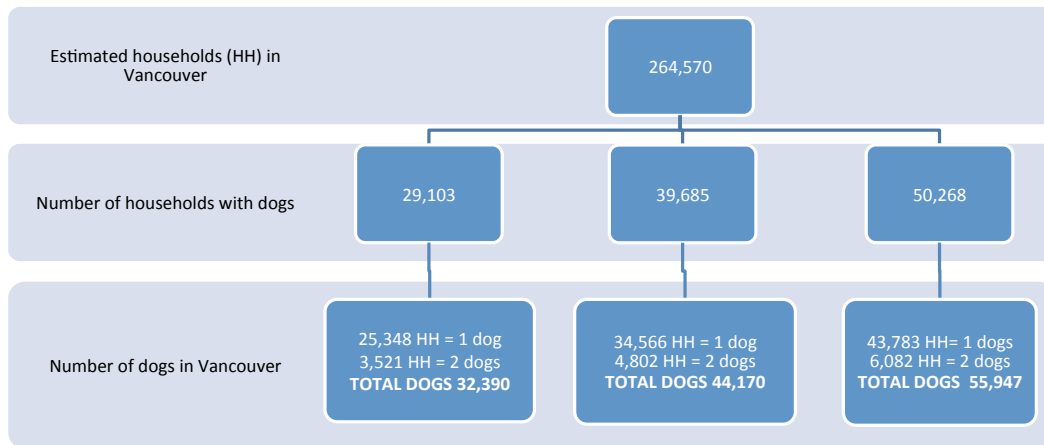 Estimated households (HH) in
Vancouver
264,570
Number of households with dogs
29,103
39,685
50,268
Number of dogs in Vancouver
25,348 HH = 1 dog
3,521 HH = 2 dogs
TOTAL DOGS 32,390
34,566 HH = 1 dog
4,802 HH = 2 dogs
TOTAL DOGS 44,170
43,783 HH= 1 dogs
6,082 HH = 2 dogs
TOTAL DOGS 55,947